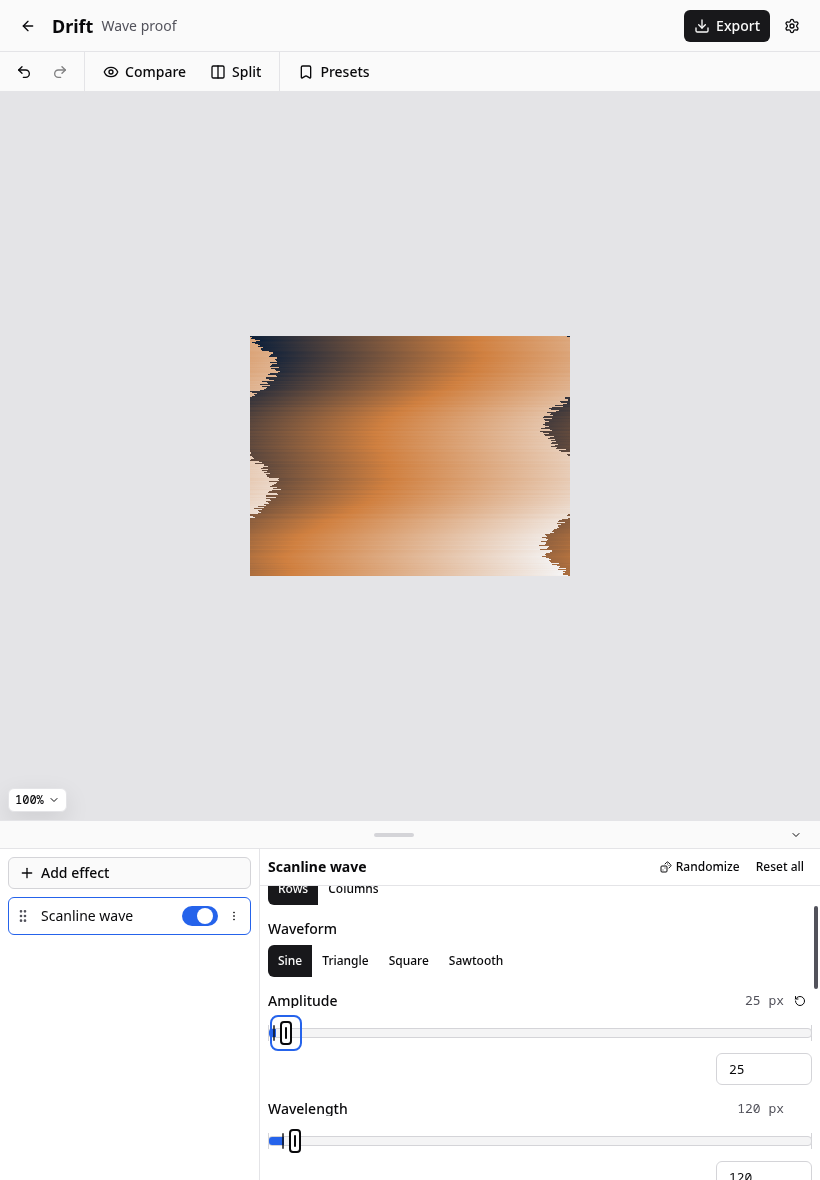 Drift Wave proof Export
Compare Split Presets
100%
Add effect
Scanline wave
Scanline wave Randomize Reset all
Rows Columns
Waveform
Sine Triangle Square Sawtooth
Amplitude 25 px
25
Wavelength 120 px
120